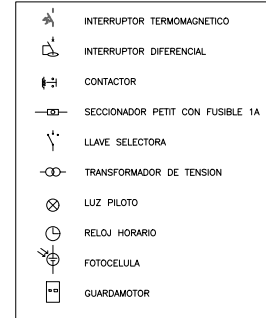 INTERRUPTOR TERMOMAGNETICO
INTERRUPTOR DIFERENCIAL
CONTACTOR
SECCIONADOR PETIT CON FUSIBLE 1A
LLAVE SELECTORA
TRANSFORMADOR DE TENSION
LUZ PILOTO
RELOJ HORARIO
FOTOCELULA
GUARDAMOTOR